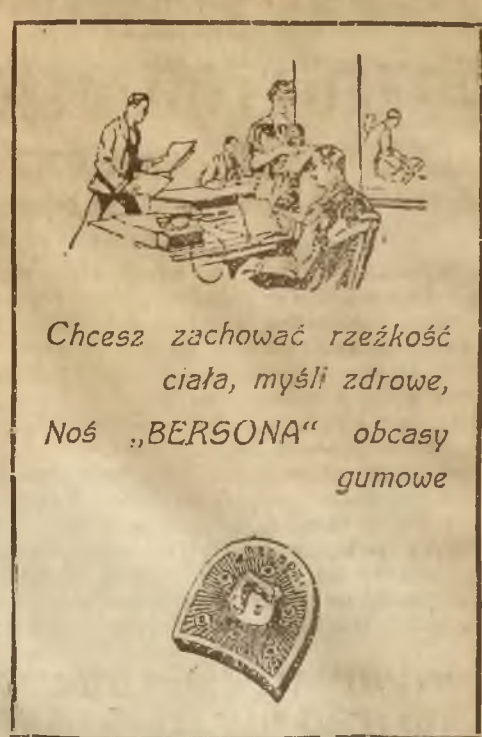 Chcesz zachować rzeźkość
ciała, myśli zdrowe,
Noś „BERSONA“ obcasy
gumowe